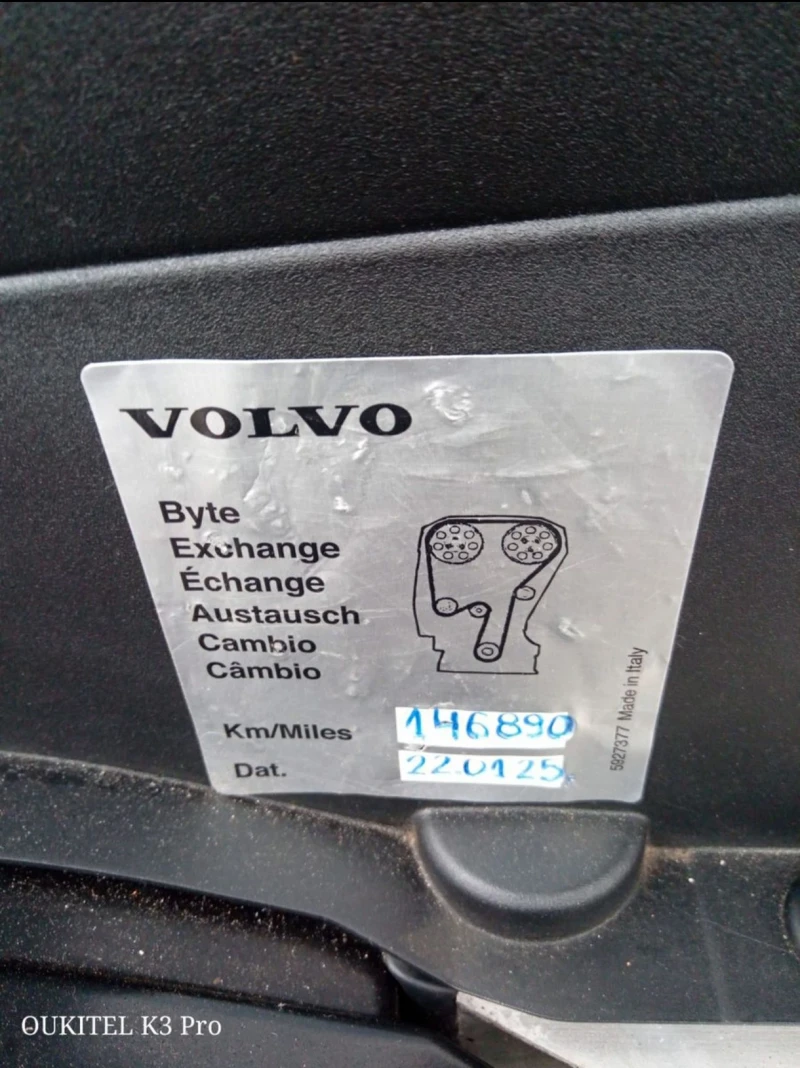 VOLVO
Byte
Exchange
Échange
Austausch
Cambio
Câmbio
Km/Miles 146890
Dat. 22.01.25.
5927377 Made in Italy
OUKITEL K3 Pro